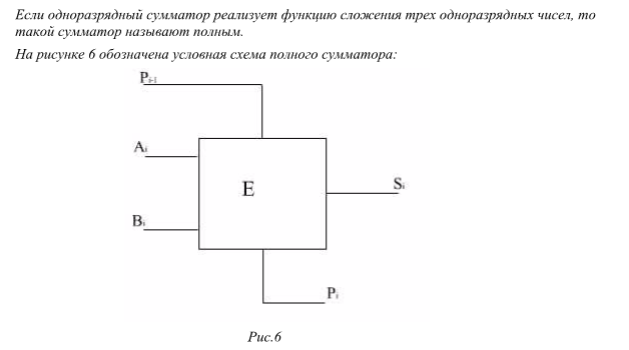 Если одноразрядный сумматор реализует функцию сложения трех одноразрядных чисел, то
такой сумматор называют полным.
На рисунке 6 обозначена условная схема полного сумматора:
Pi-1
Ai
E
Si
Bi
Pi
Рис.6